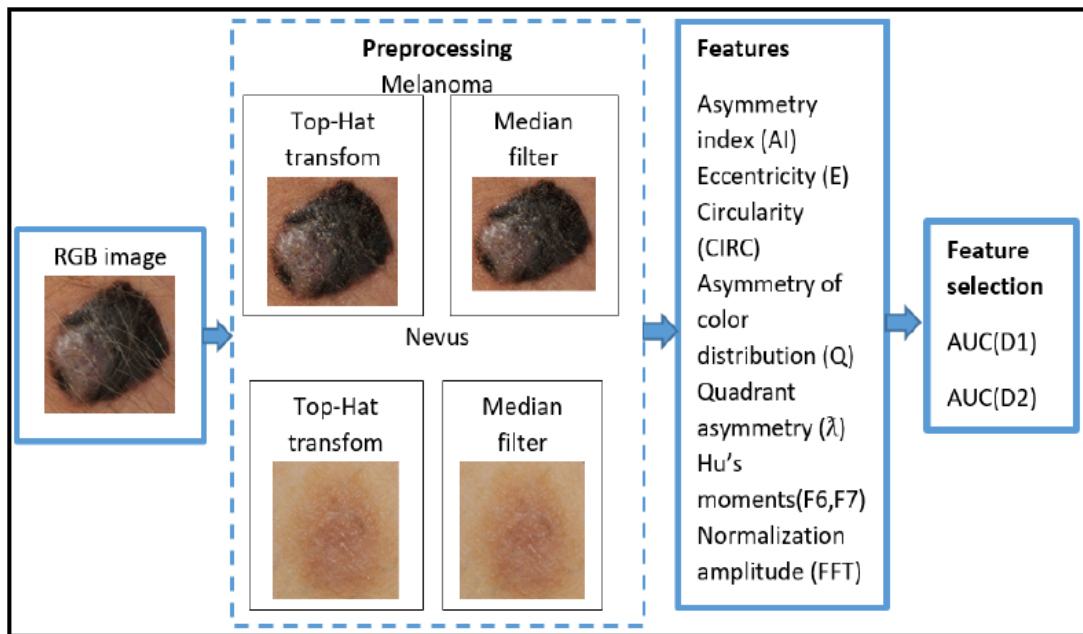 RGB image
Preprocessing
Melanoma
Top-Hat
transfom
Median
filter
Nevus
Top-Hat
transfom
Median
filter
Features
Asymmetry
index (AI)
Eccentricity (E)
Circularity
(CIRC)
Asymmetry of
color
distribution (Q)
Quadrant
asymmetry (ƛ)
Hu's
moments(F6,F7)
Normalization
amplitude (FFT)
Feature
selection
AUC(D1)
AUC(D2)